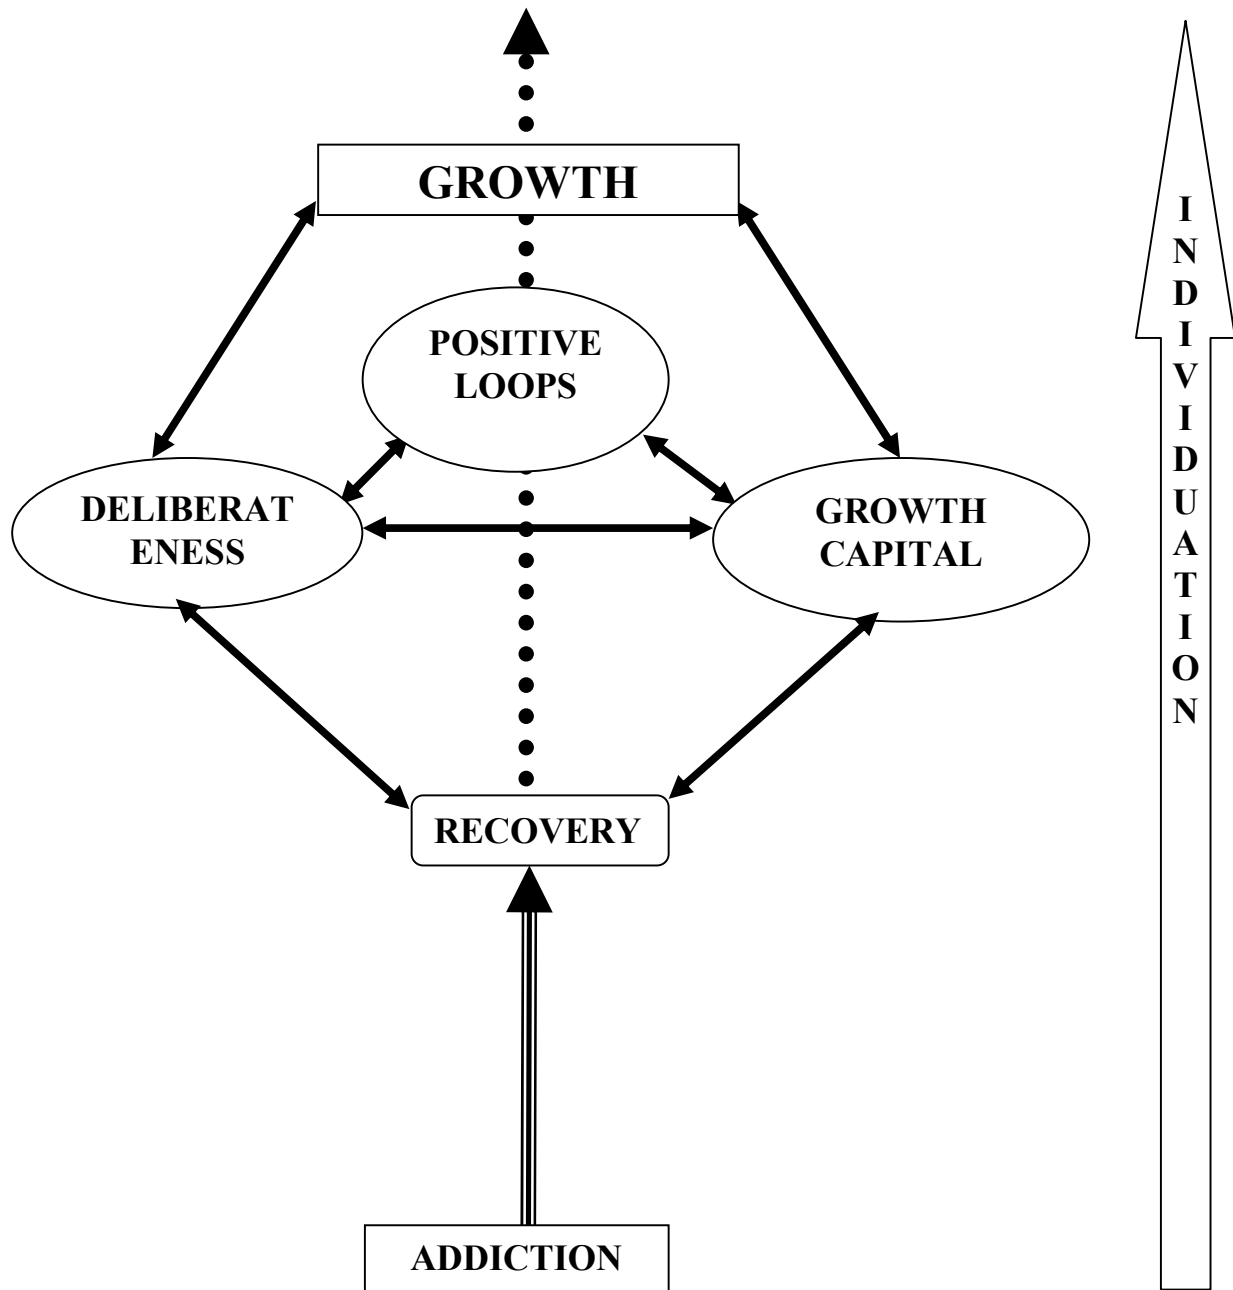 GROWTH
POSITIVE
LOOPS
DELIBERAT
ENESS
GROWTH
CAPITAL
RECOVERY
ADDICTION
I
N
D
I
V
I
D
U
A
T
I
O
N